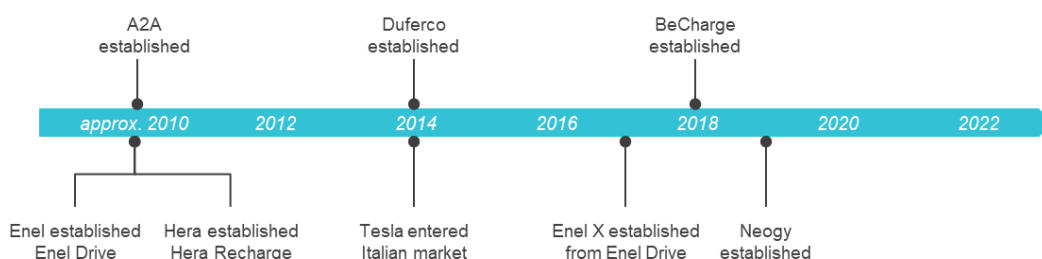 A2A
established
Duferco
established
BeCharge
established
approx. 2010
2012
2014
2016
2018
2020
2022
Enel established
Enel Drive
Hera established
Hera Recharge
Tesla entered
Italian market
Enel X established
from Enel Drive
Neogy
established